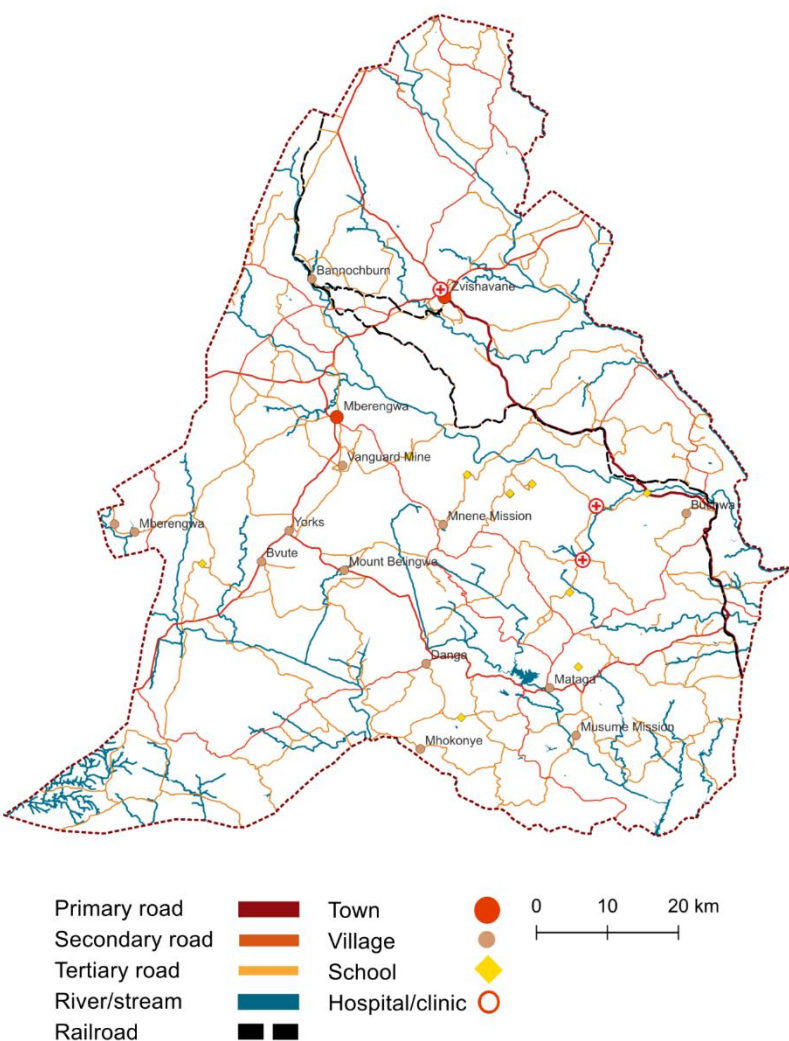 Bannochburn
Zvishavane
Mberengwa
Vanguard Mine
Mberengwa
Yorks
Mnene Mission
Buchwa
Bvute
Mount Belingwe
Danga
Mataga
Musume Mission
Mhokonye
Primary road
Town
0 10 20 km
Secondary road
Village
Tertiary road
School
River/stream
Hospital/clinic
Railroad